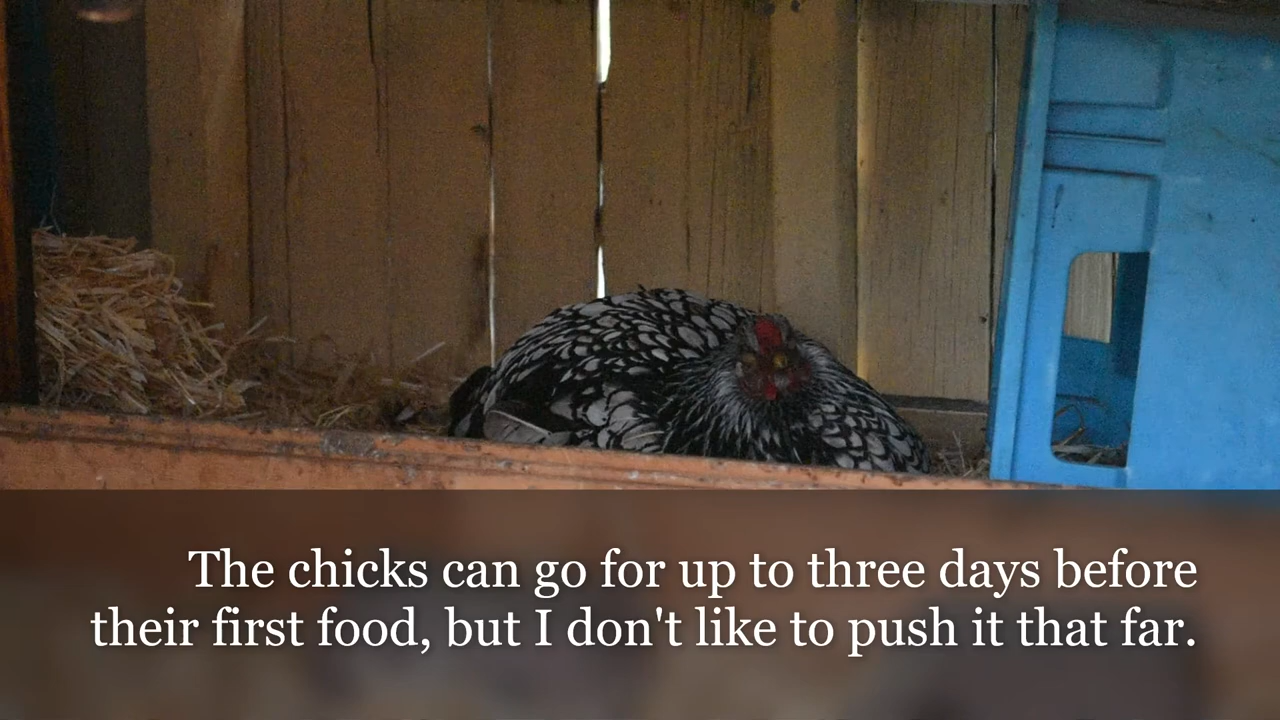 The chicks can go for up to three days before
their first food, but I don't like to push it that far.